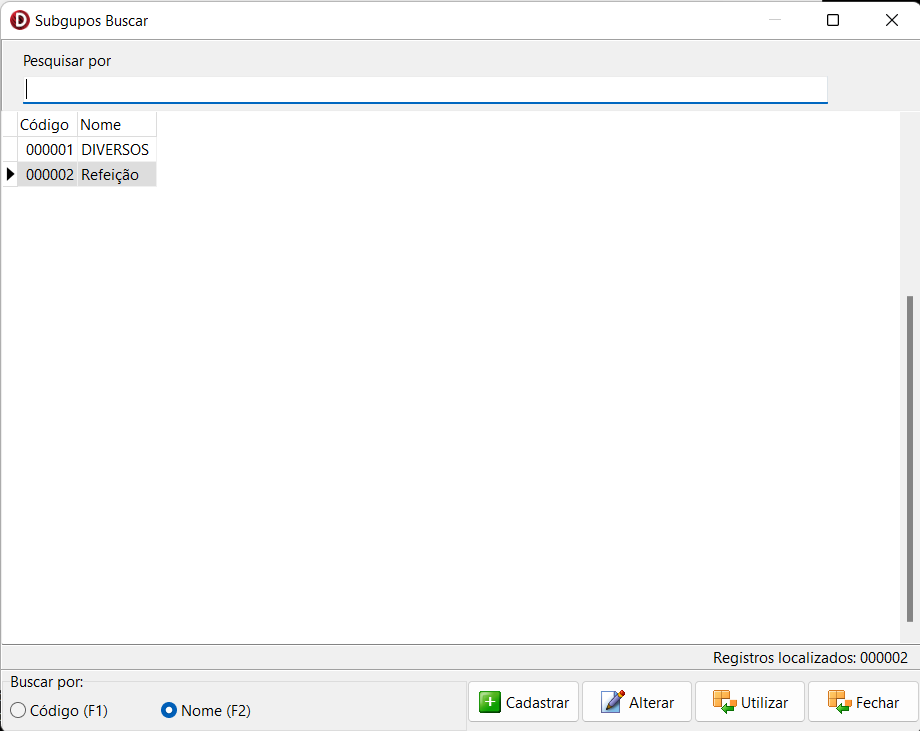 Subgupos Buscar
Pesquisar por
Código Nome
000001 DIVERSOS
000002 Refeição
Registros localizados: 000002
Buscar por:
Código (F1) Nome (F2) Cadastrar Alterar Utilizar Fechar